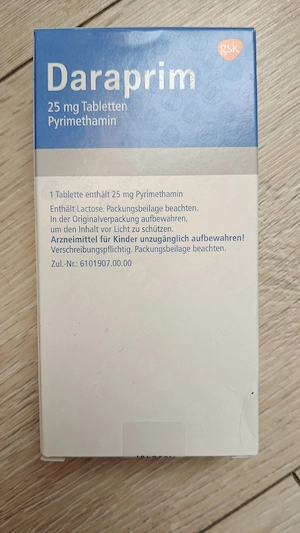 gsk
Daraprim
25 mg Tabletten
Pyrimethamin
1 Tablette enthält 25 mg Pyrimethamin
Enthält Lactose. Packungsbeilage beachten.
In der Originalverpackung aufbewahren,
um den Inhalt vor Licht zu schützen.
Arzneimittel für Kinder unzugänglich aufbewahren!
Verschreibungspflichtig. Packungsbeilage beachten.
Zul.-Nr.: 6101907.00.00